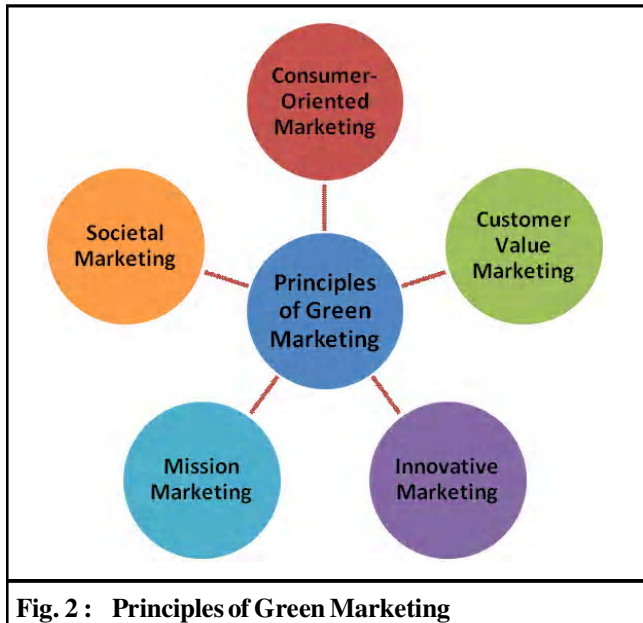 Consumer-
Oriented
Marketing
Customer
Value
Marketing
Societal
Marketing
Principles
of Green
Marketing
Mission
Marketing
Innovative
Marketing
Fig. 2 : Principles of Green Marketing